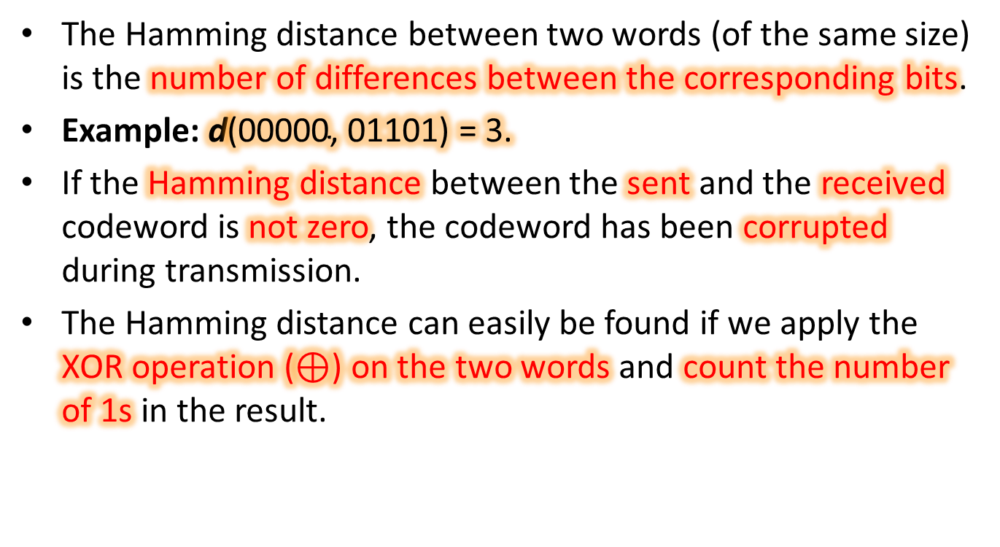 • The Hamming distance between two words (of the same size)
is the number of differences between the corresponding bits.
• Example: d(00000, 01101) = 3.
• If the Hamming distance between the sent and the received
codeword is not zero, the codeword has been corrupted
during transmission.
• The Hamming distance can easily be found if we apply the
XOR operation (⊕) on the two words and count the number
of 1s in the result.